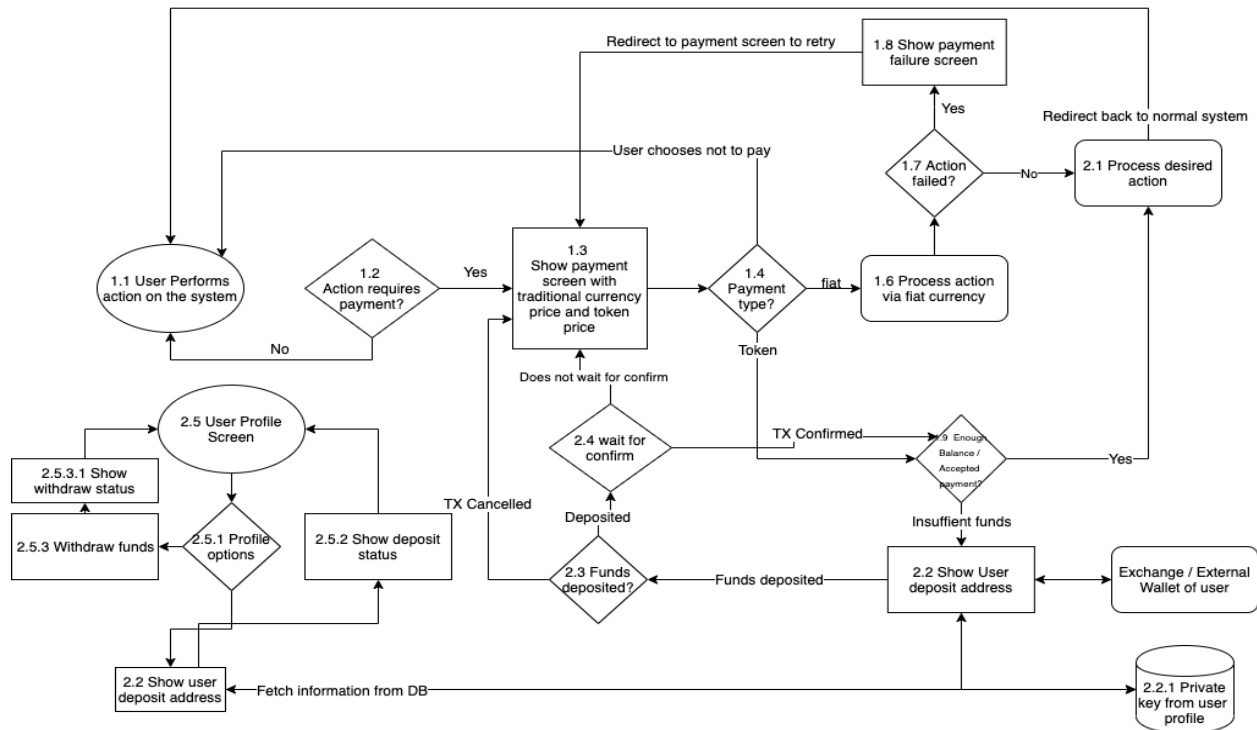 Redirect to payment screen to retry
1.8 Show payment
failure screen
Yes
Redirect back to normal system
User chooses not to pay
1.7 Action
failed?
No
2.1 Process desired
action
1.1 User Performs
action on the system
1.2
Action requires
payment?
Yes
1.3
Show payment
screen with
traditional currency
price and token
price
1.4
Payment
type?
fiat
1.6 Process action
via fiat currency
No
Token
Does not wait for confirm
2.5 User Profile
Screen
2.4 wait for
confirm
TX Confirmed
1.9 Enough
Balance /
Accepted
payment?
Yes
2.5.3.1 Show
withdraw status
TX Cancelled
Deposited
Insuffient funds
2.5.3 Withdraw funds
2.5.1 Profile
options
2.5.2 Show deposit
status
2.3 Funds
deposited?
Funds deposited
2.2 Show User
deposit address
Exchange / External
Wallet of user
2.2 Show user
deposit address
Fetch information from DB
2.2.1 Private
key from user
profile